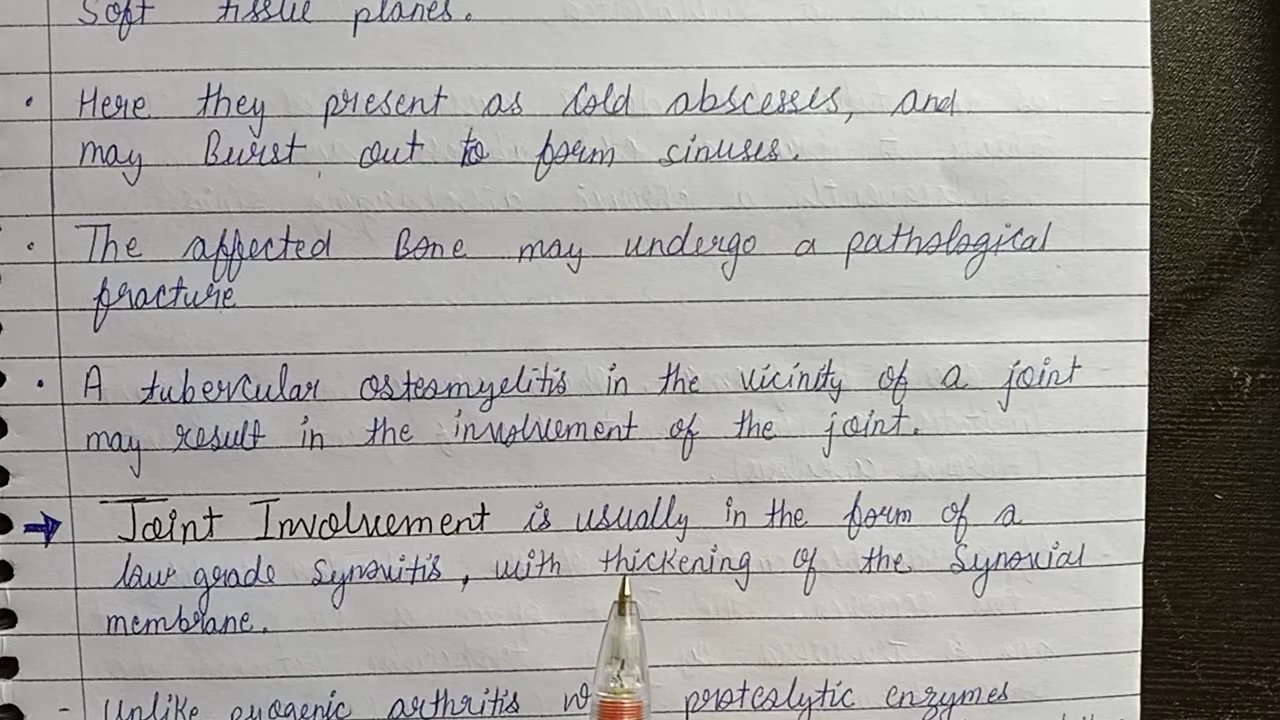 Soft tissue planes.
• Here they present as Cold abscesses, and
may Burst out to form sinuses.
• The affected Bone may undergo a pathological
fracture
• A tubercular osteomyelitis in the vicinity of a joint
may result in the involvement of the joint.
→ Joint Involvement is usually in the form of a
low grade synovitis, with thickening of the Synovial
membrane.
- Unlike pyogenic arthritis proteolytic enzymes